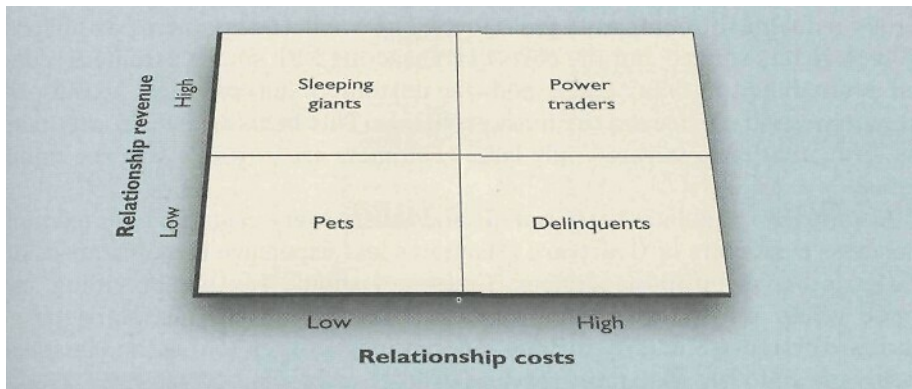 Relationship revenue
High
Sleeping
giants
Power
traders
Low
Pets
Delinquents
Low
High
Relationship costs